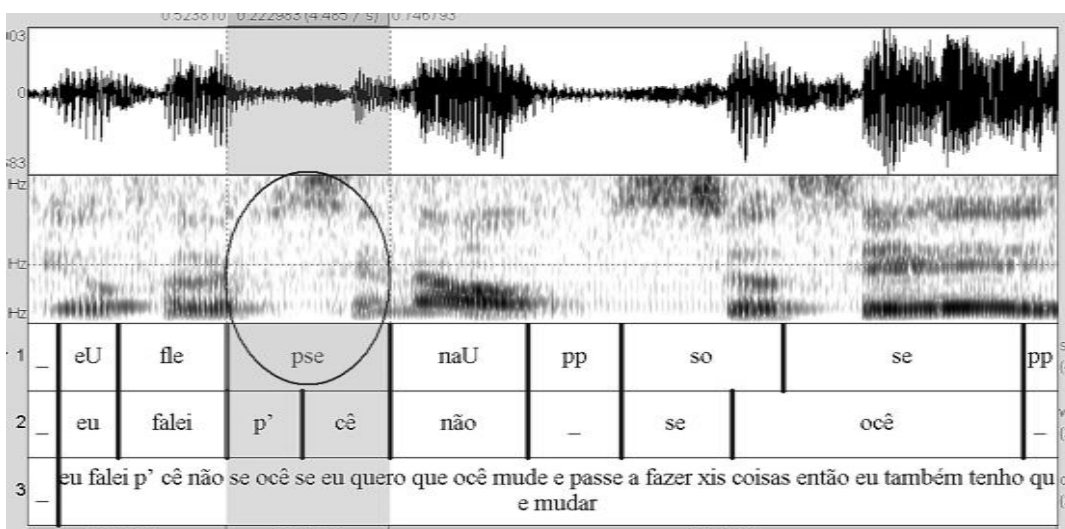 0.523810 0.222983 (4.485 / s) 0.746793
0
Hz
Hz
Hz
1 _ eU fle pse naU pp so se pp
2 _ eu falei p’ cê não _ se ocê _
3 _ eu falei p’ cê não se ocê se eu quero que ocê mude e passe a fazer xis coisas então eu também tenho qu
e mudar